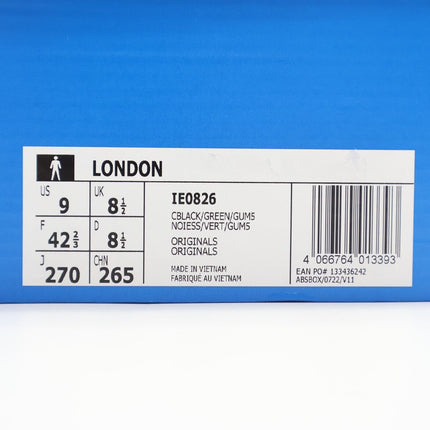 LONDON
US 9 UK 8½
F 42⅔ D 8½
J 270 CHN 265
IE0826
CBLACK/GREEN/GUM5
NOIESS/VERT/GUM5
ORIGINALS
ORIGINALS
MADE IN VIETNAM
FABRIQUE AU VIETNAM
4 066764 013393
EAN PO# 133436242
ABSBOX/0722/V11